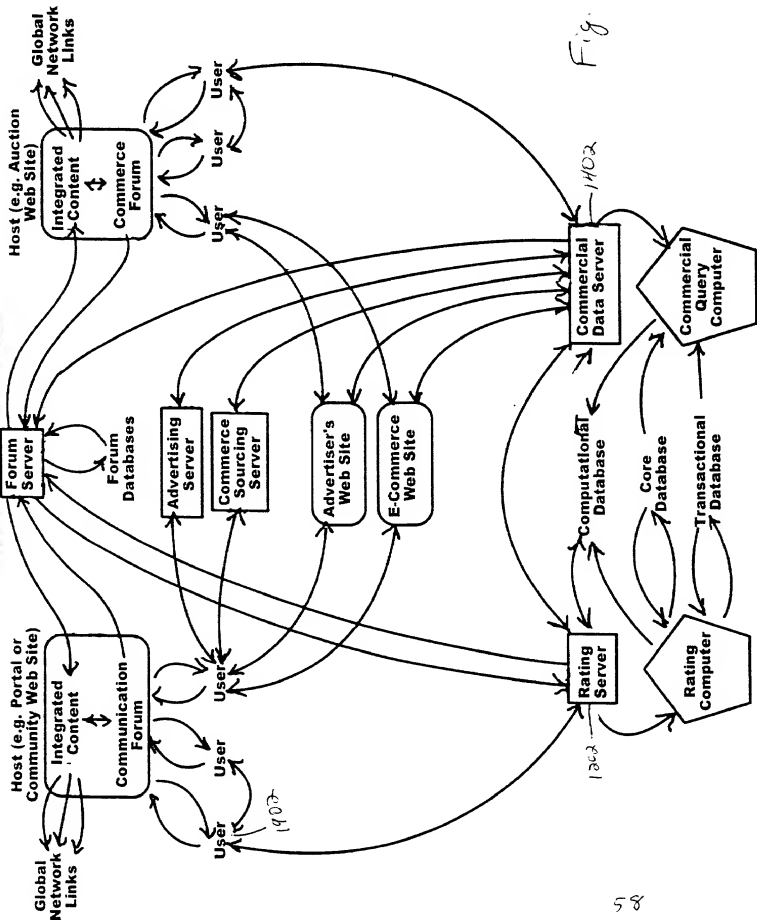 Host (e.g. Portal or
Community Web Site)
Global
Network
Links
Integrated
Content
Communication
Forum
User
User
User
1902
Forum
Server
Forum
Databases
Host (e.g. Auction
Web Site)
Integrated
Content
Commerce
Forum
Global
Network
Links
User
User
User
Advertising
Server
Commerce
Sourcing
Server
Advertiser's
Web Site
E-Commerce
Web Site
Rating
Server
1202
Rating
Computer
Computational
Database
Core
Database
Transactional
Database
Commercial
Data Server
1402
Commercial
Query
Computer
Fig.
58